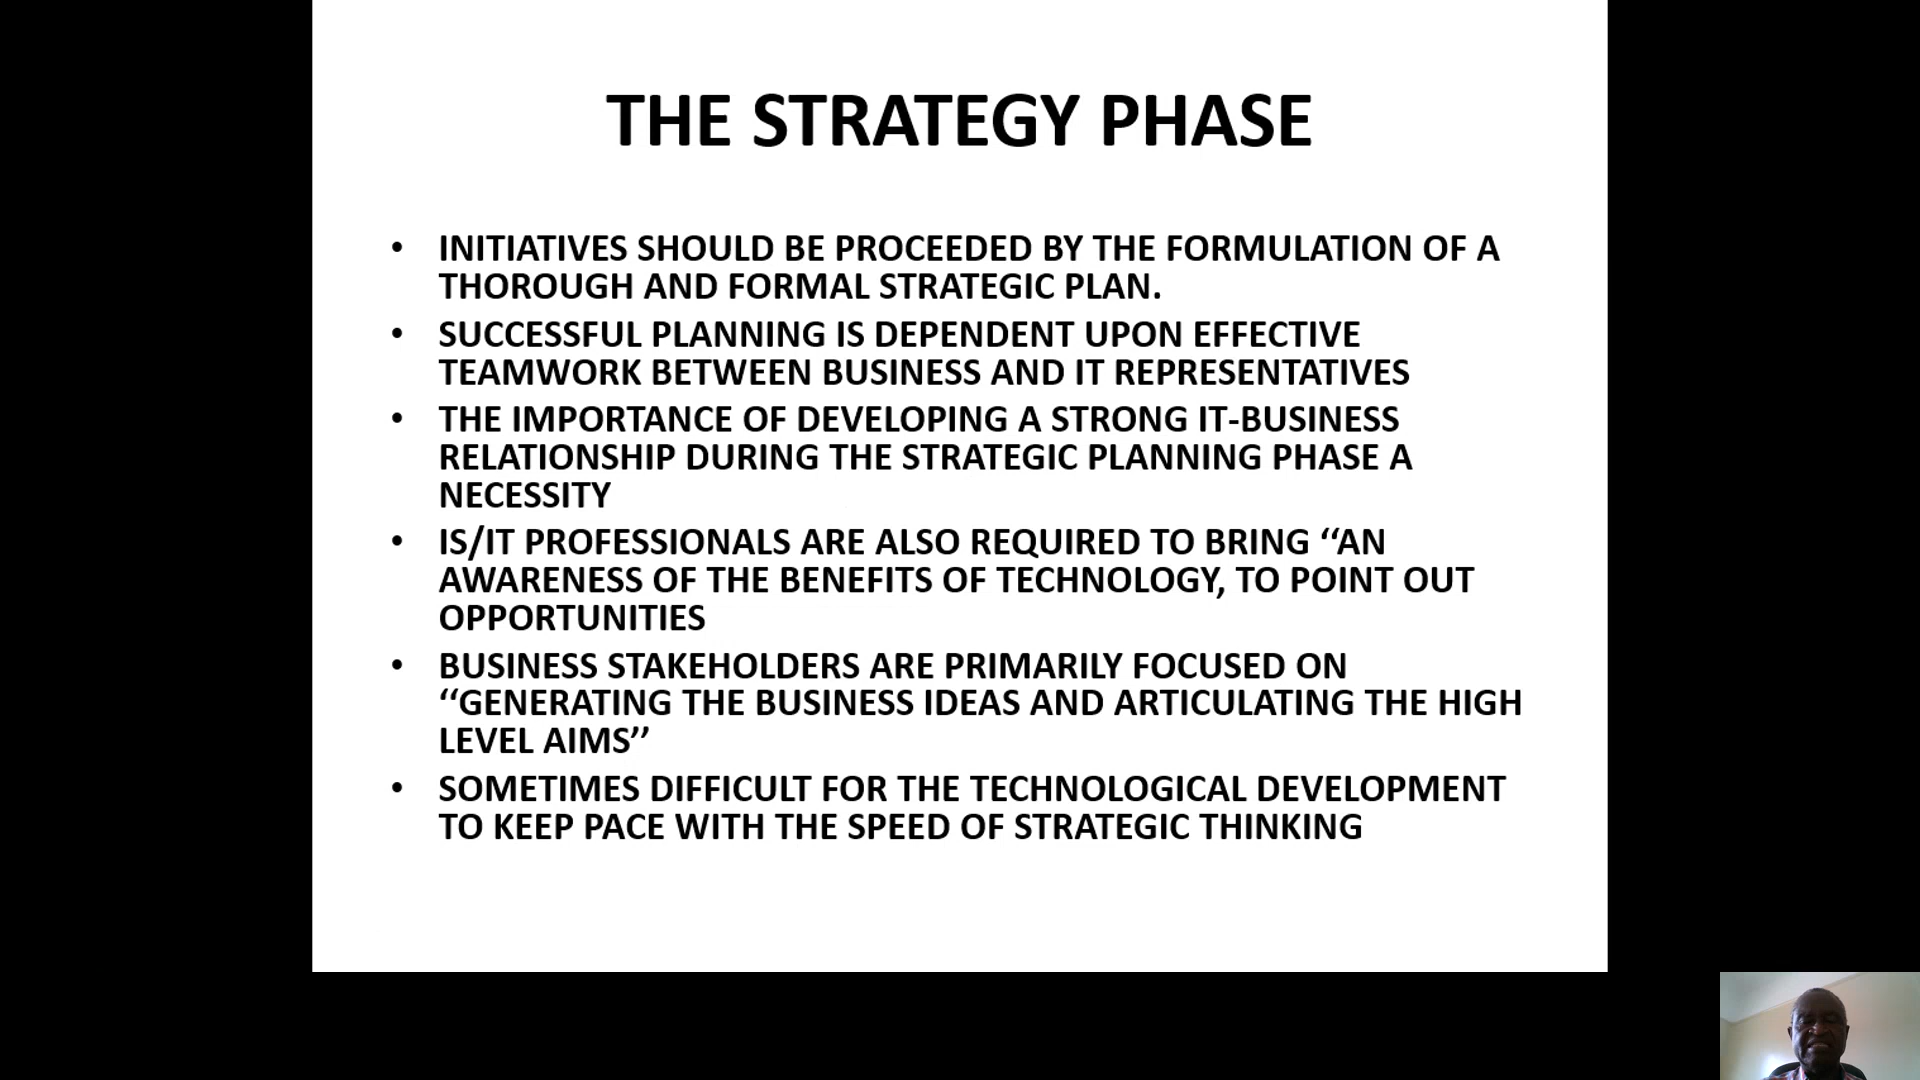 THE STRATEGY PHASE
• INITIATIVES SHOULD BE PROCEEDED BY THE FORMULATION OF A
THOROUGH AND FORMAL STRATEGIC PLAN.
• SUCCESSFUL PLANNING IS DEPENDENT UPON EFFECTIVE
TEAMWORK BETWEEN BUSINESS AND IT REPRESENTATIVES
• THE IMPORTANCE OF DEVELOPING A STRONG IT-BUSINESS
RELATIONSHIP DURING THE STRATEGIC PLANNING PHASE A
NECESSITY
• IS/IT PROFESSIONALS ARE ALSO REQUIRED TO BRING ‘‘AN
AWARENESS OF THE BENEFITS OF TECHNOLOGY, TO POINT OUT
OPPORTUNITIES
• BUSINESS STAKEHOLDERS ARE PRIMARILY FOCUSED ON
‘‘GENERATING THE BUSINESS IDEAS AND ARTICULATING THE HIGH
LEVEL AIMS’’
• SOMETIMES DIFFICULT FOR THE TECHNOLOGICAL DEVELOPMENT
TO KEEP PACE WITH THE SPEED OF STRATEGIC THINKING